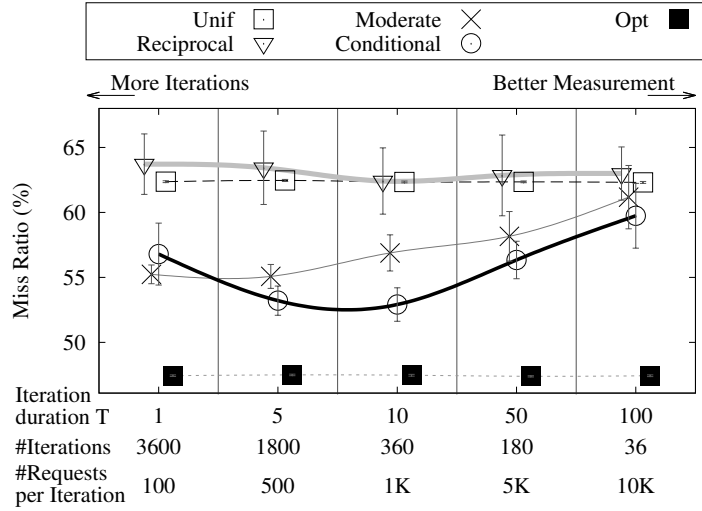 Unif Moderate Opt
Reciprocal Conditional
More Iterations Better Measurement
65
60
55
50
Miss Ratio (%)
Iteration
duration T 1 5 10 50 100
#Iterations 3600 1800 360 180 36
#Requests
per Iteration 100 500 1K 5K 10K